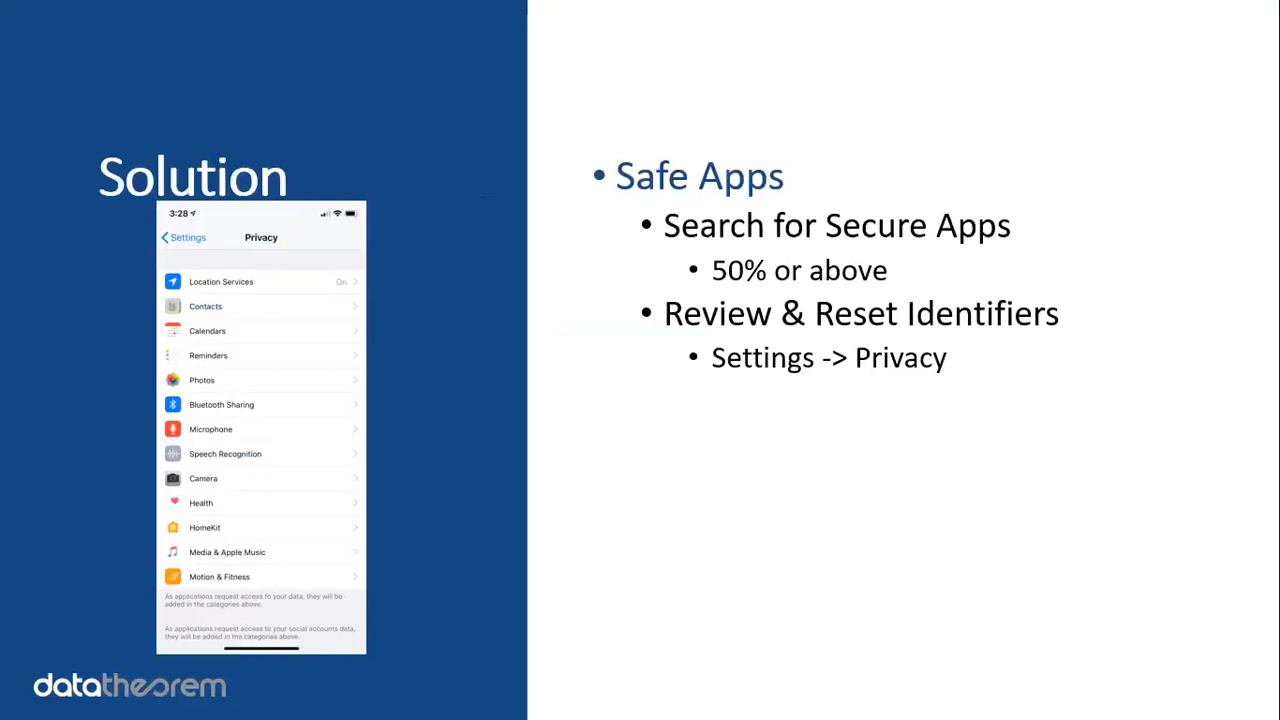 Solution
3:28
Settings
Privacy
Location Services
On
Contacts
Calendars
Reminders
Photos
Bluetooth Sharing
Microphone
Speech Recognition
Camera
Health
HomeKit
Media & Apple Music
Motion & Fitness
As applications request access to your data, they will be
added in the categories above.
As applications request access to your social accounts data,
they will be added in the categories above.
datatheorem
• Safe Apps
• Search for Secure Apps
• 50% or above
• Review & Reset Identifiers
• Settings -> Privacy